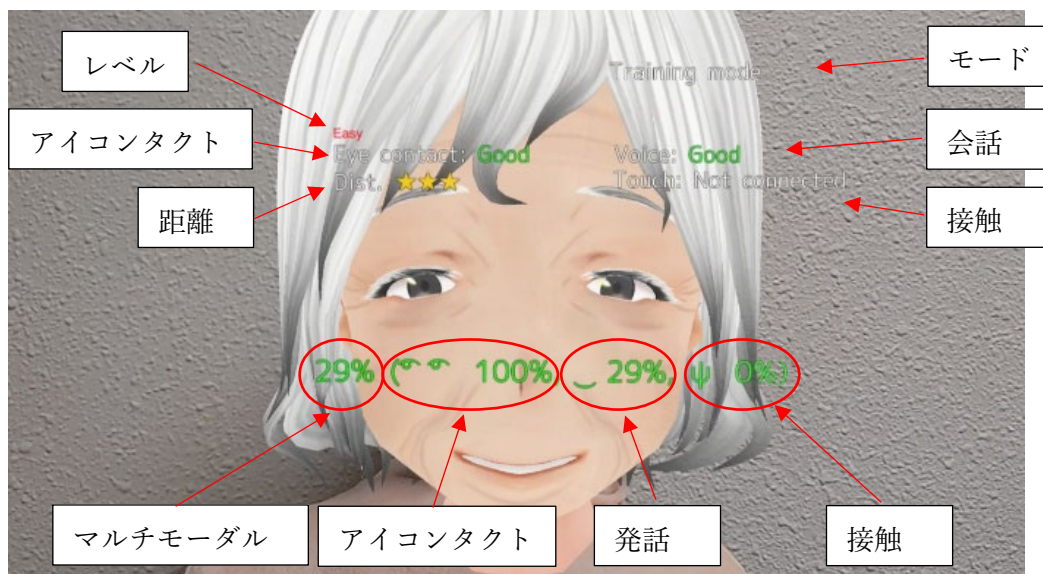 レベル
モード
Training mode
Easy
アイコンタクト
Eye contact: Good
Voice: Good
会話
Dist. ★★★
Touch: Not connected
距離
接触
29% (͡° ͡° 100%, ‿ 29%, ψ 0%)
マルチモーダル
アイコンタクト
発話
接触